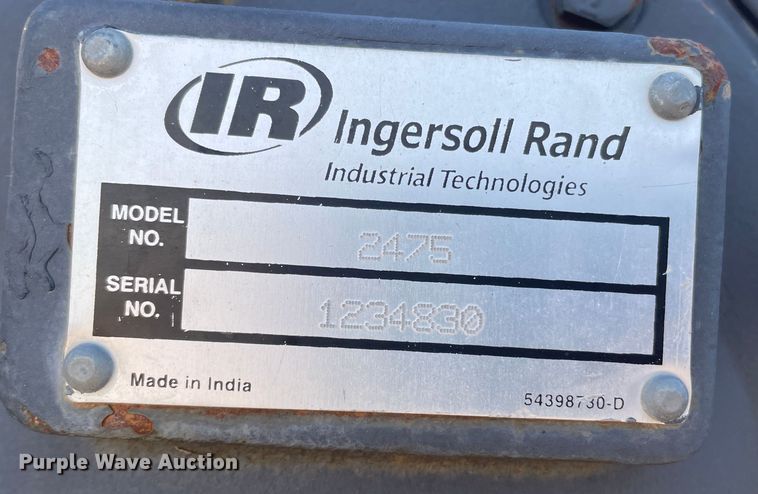 IR Ingersoll Rand
Industrial Technologies
MODEL NO. 2475
SERIAL NO. 1234830
Made in India
54398730-D
Purple Wave Auction